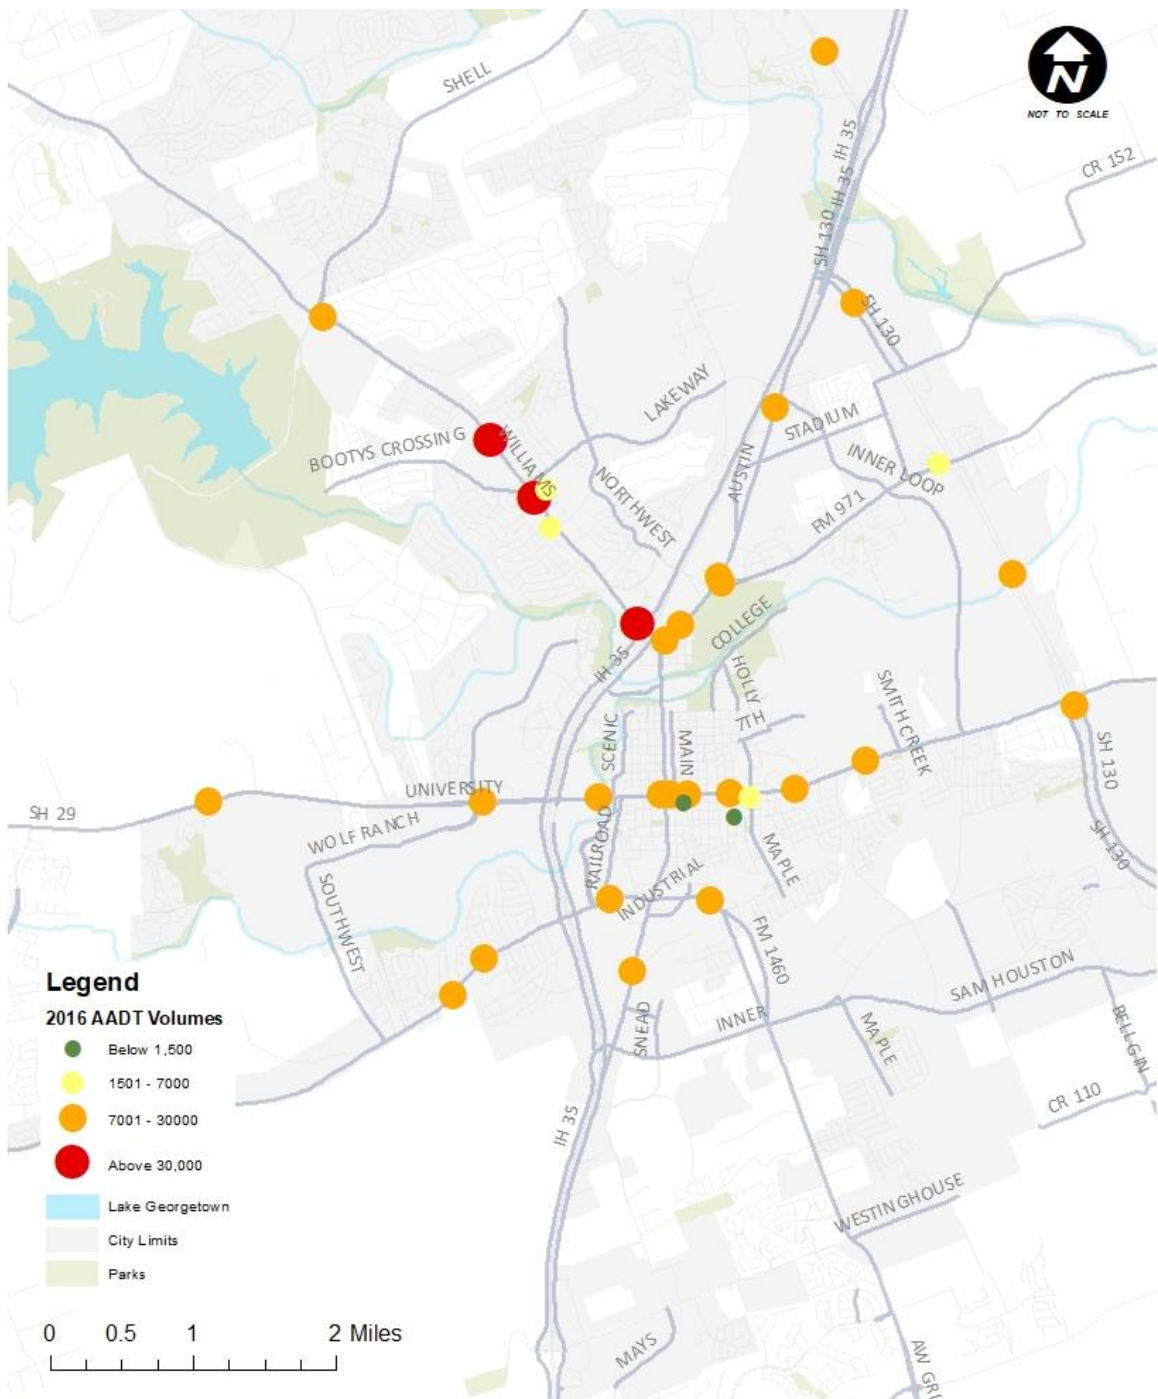 SHELL
N
NOT TO SCALE
IH 35
IH 35
SH 130
CR 152
SH 130
LAKEWAY
STADIUM
BOOTYS CROSSING
WILLIAMS
NORTHWEST
AUSTIN
INNER LOOP
FM 971
COLLEGE
IH 35
HOLLY
7TH
SCENIC
MAIN
SMITHCREEK
SH 130
UNIVERSITY
SH 29
WOLF RANCH
RAILROAD
MAPLE
SH 130
SOUTHWEST
INDUSTRIAL
FM 1460
SAM HOUSTON
SNEAD
INNER
MAPLE
BELL GIN
CR 110
IH 35
WESTINGHOUSE
MAYS
AW GRI
Legend
2016 AADT Volumes
Below 1,500
1501 - 7000
7001 - 30000
Above 30,000
Lake Georgetown
City Limits
Parks
0 0.5 1 2 Miles